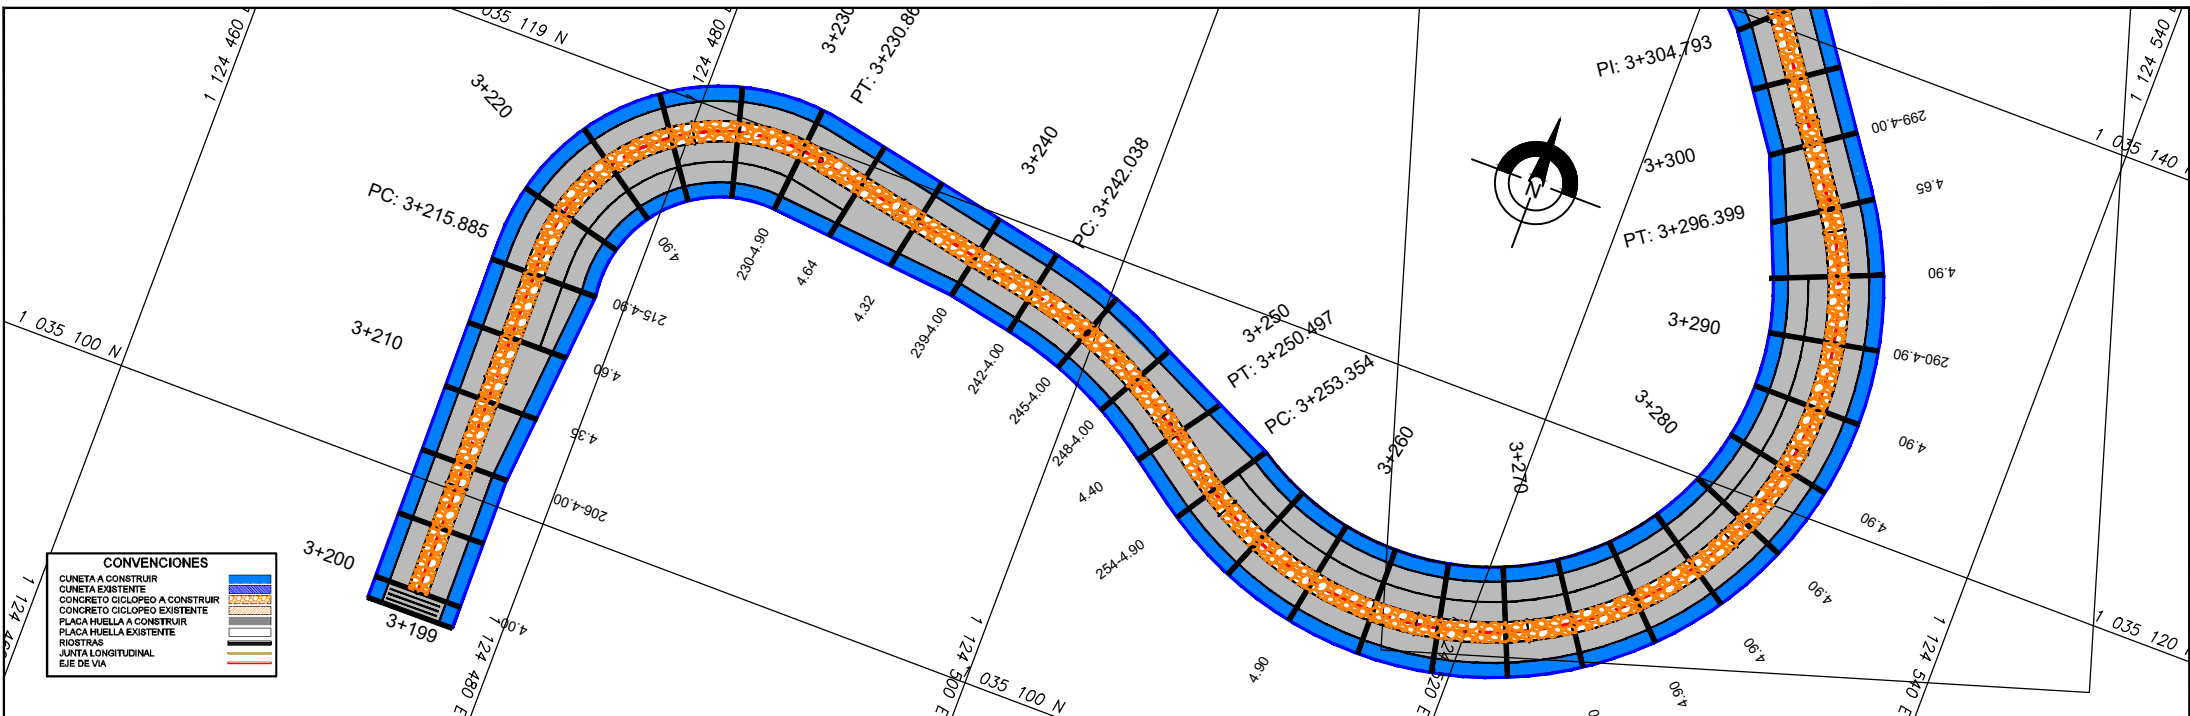 1 124 460
035 119 N
1 124 480
3+230
PT: 3+230.86
PI: 3+304.793
1 124 540
3+220
299-4.00
1 035 140
3+240
PC: 3+242.038
3+300
4.65
PC: 3+215.885
PT: 3+296.399
N
4.90
230-4.90
4.64
4.90
4.32
215-4.90
1 035 100 N
3+210
239-4.00
3+250
PT: 3+250.497
3+290
290-4.90
242-4.00
4.60
PC: 3+253.354
245-4.00
3+280
4.35
248-4.00
3+260
3+270
4.90
4.40
206-4.00
4.90
254-4.90
3+200
CONVENCIONES
CUNETA A CONSTRUIR
CUNETA EXISTENTE
CONCRETO CICLOPEO A CONSTRUIR
CONCRETO CICLOPEO EXISTENTE
PLACA HUELLA A CONSTRUIR
PLACA HUELLA EXISTENTE
RIOSTRAS
JUNTA LONGITUDINAL
EJE DE VIA
3+199
4.00
4.90
1 035 120
4.90
4.90
4.90
1 124 480 E
1 124 500 E
035 100 N
520 E
1 124 540 E